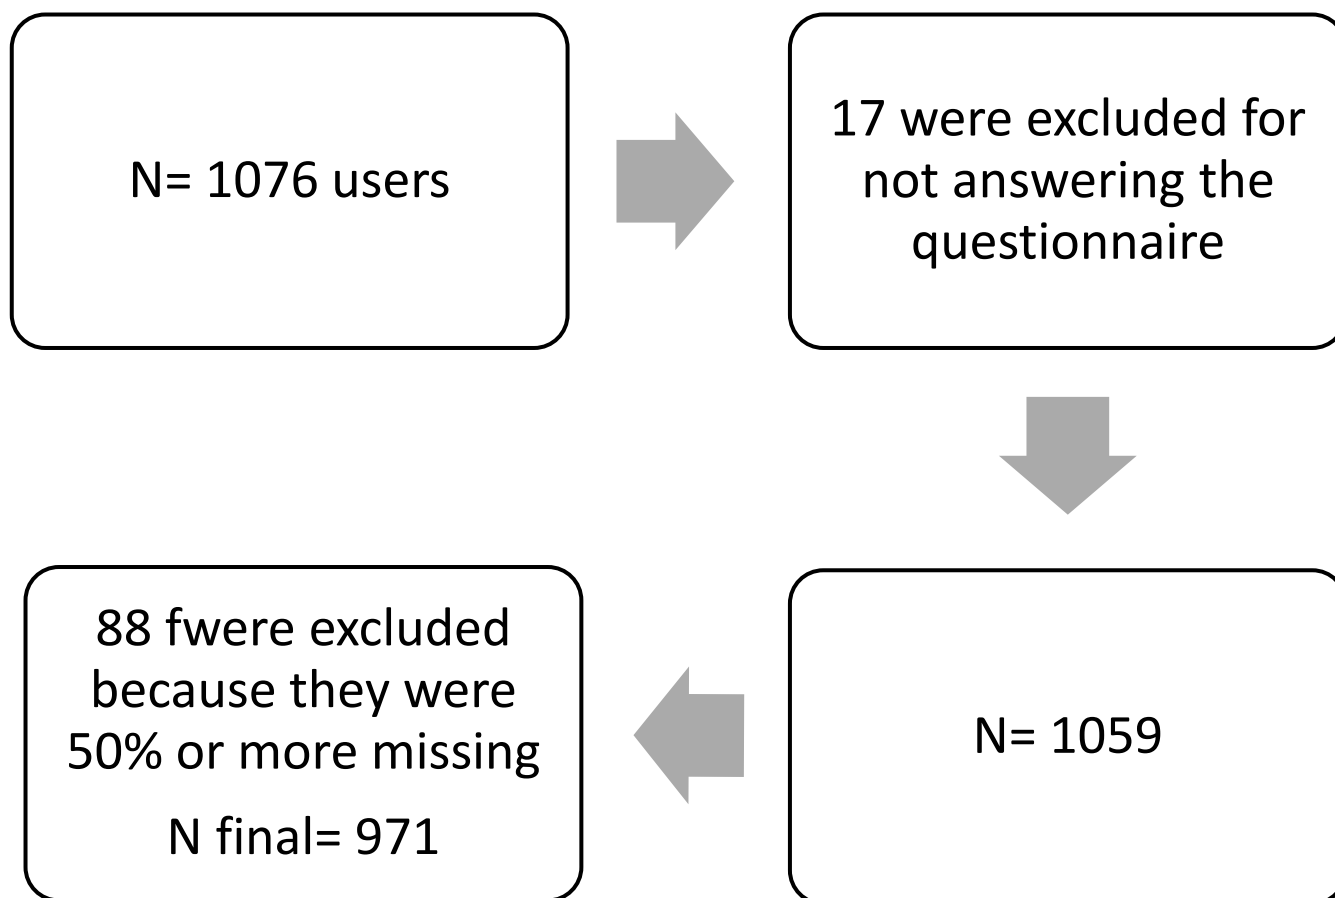 N= 1076 users
17 were excluded for
not answering the
questionnaire
N= 1059
88 fwere excluded
because they were
50% or more missing
N final= 971